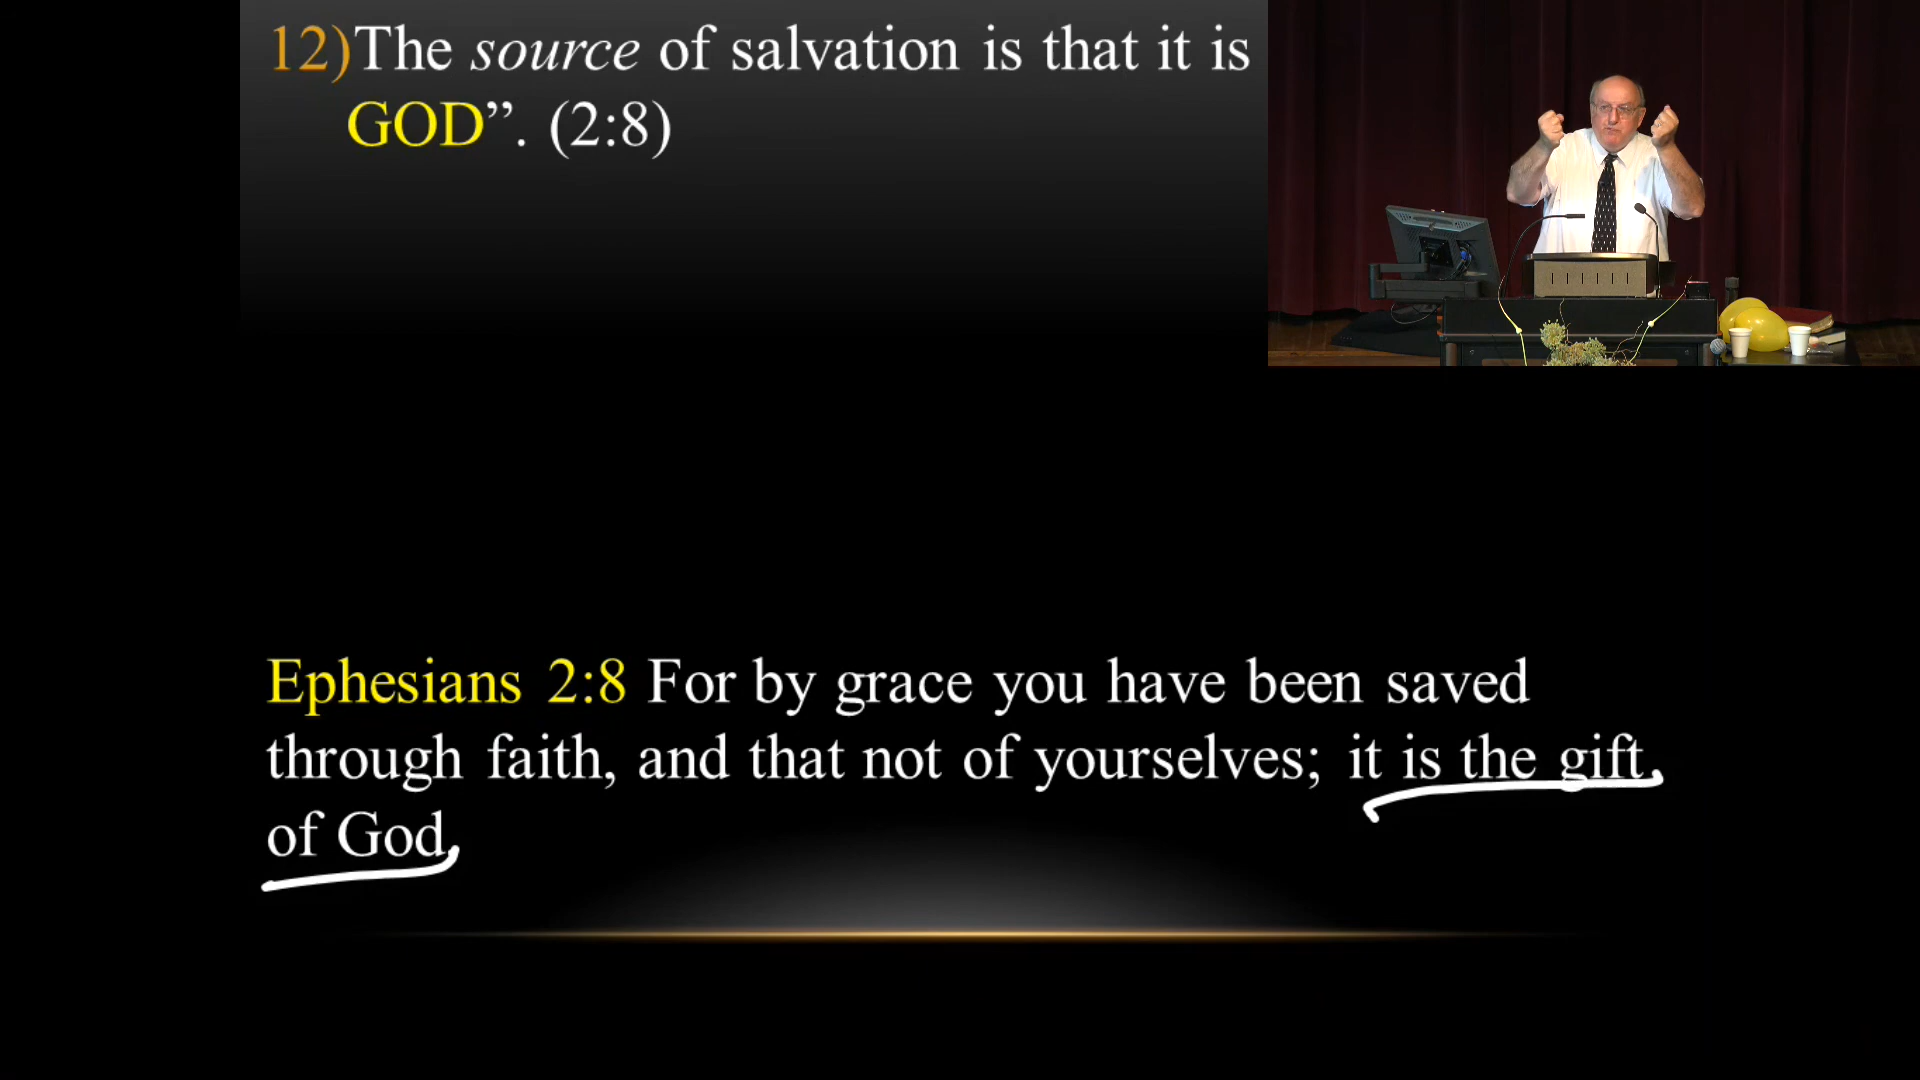 12)The source of salvation is that it is
GOD”. (2:8)
Ephesians 2:8 For by grace you have been saved
through faith, and that not of yourselves; it is the gift
of God,